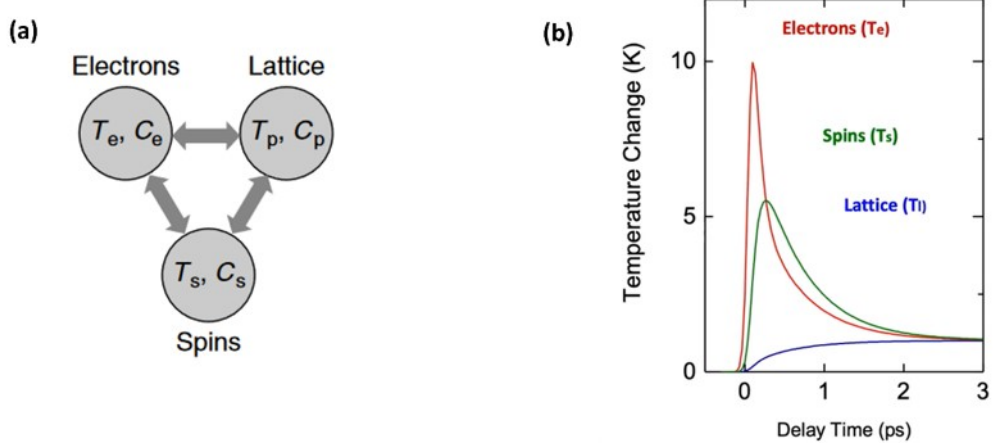 (a)
Electrons
Lattice
Te, Ce
Tp, Cp
Ts, Cs
Spins
(b)
Temperature Change (K)
10
5
0
Electrons (Te)
Spins (Ts)
Lattice (Tl)
0 1 2 3
Delay Time (ps)